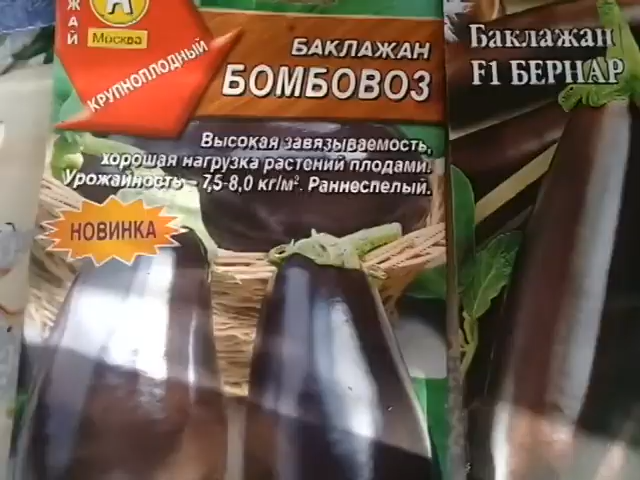 ЖАЙ
А
Москва
КРУПНОПЛОДНЫЙ
БАКЛАЖАН
БОМБОВОЗ
Высокая завязываемость,
хорошая нагрузка растений плодами.
Урожайность - 7,5-8,0 кг/м². Раннеспелый.
НОВИНКА
Баклажан
F1 БЕРНАР